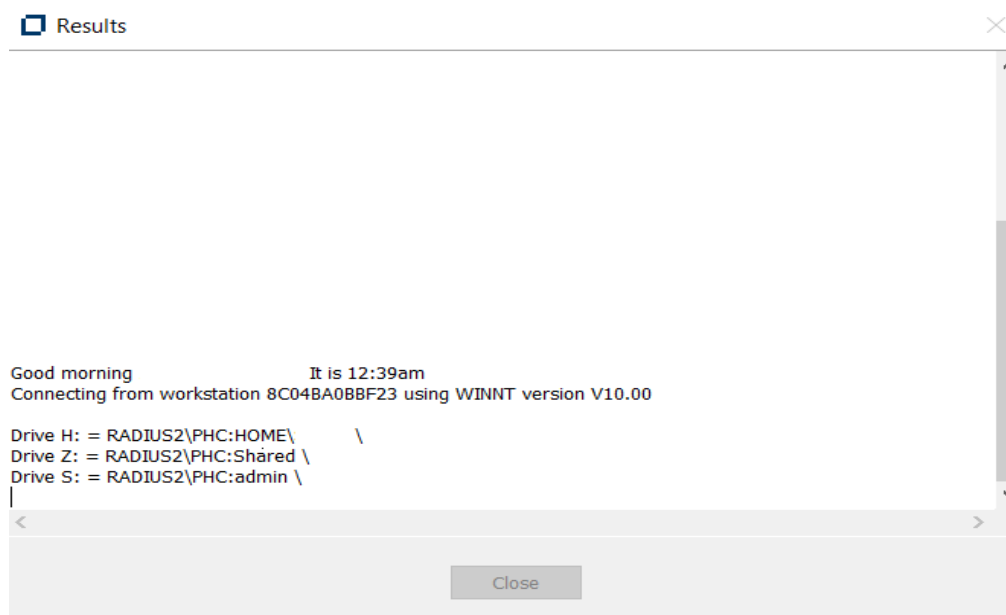 Results
Good morning It is 12:39am
Connecting from workstation 8C04BA0BBF23 using WINNT version V10.00
Drive H: = RADIUS2\PHC:HOME\ \
Drive Z: = RADIUS2\PHC:Shared \
Drive S: = RADIUS2\PHC:admin \
Close